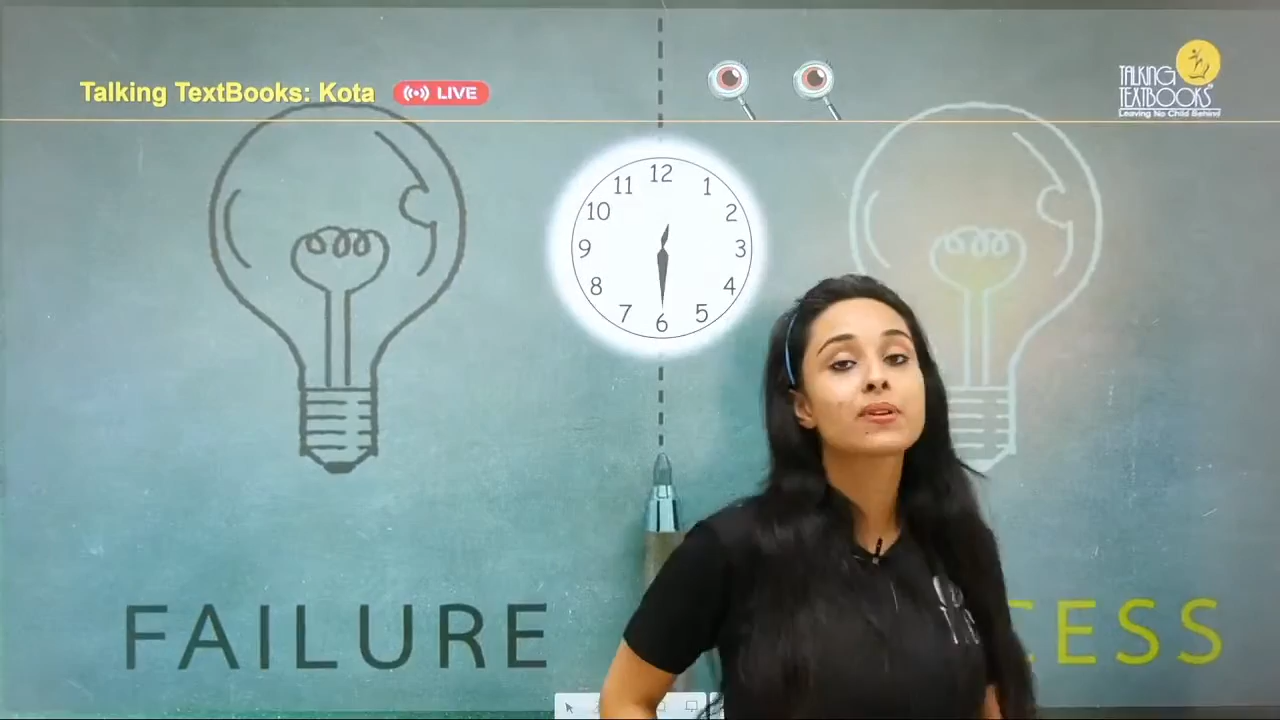 Talking TextBooks: Kota
LIVE
TALKING
TEXTBOOKS
Leaving No Child Behind
12
11 1
10 2
9 3
8 4
7 5
6
FAILURE
CESS